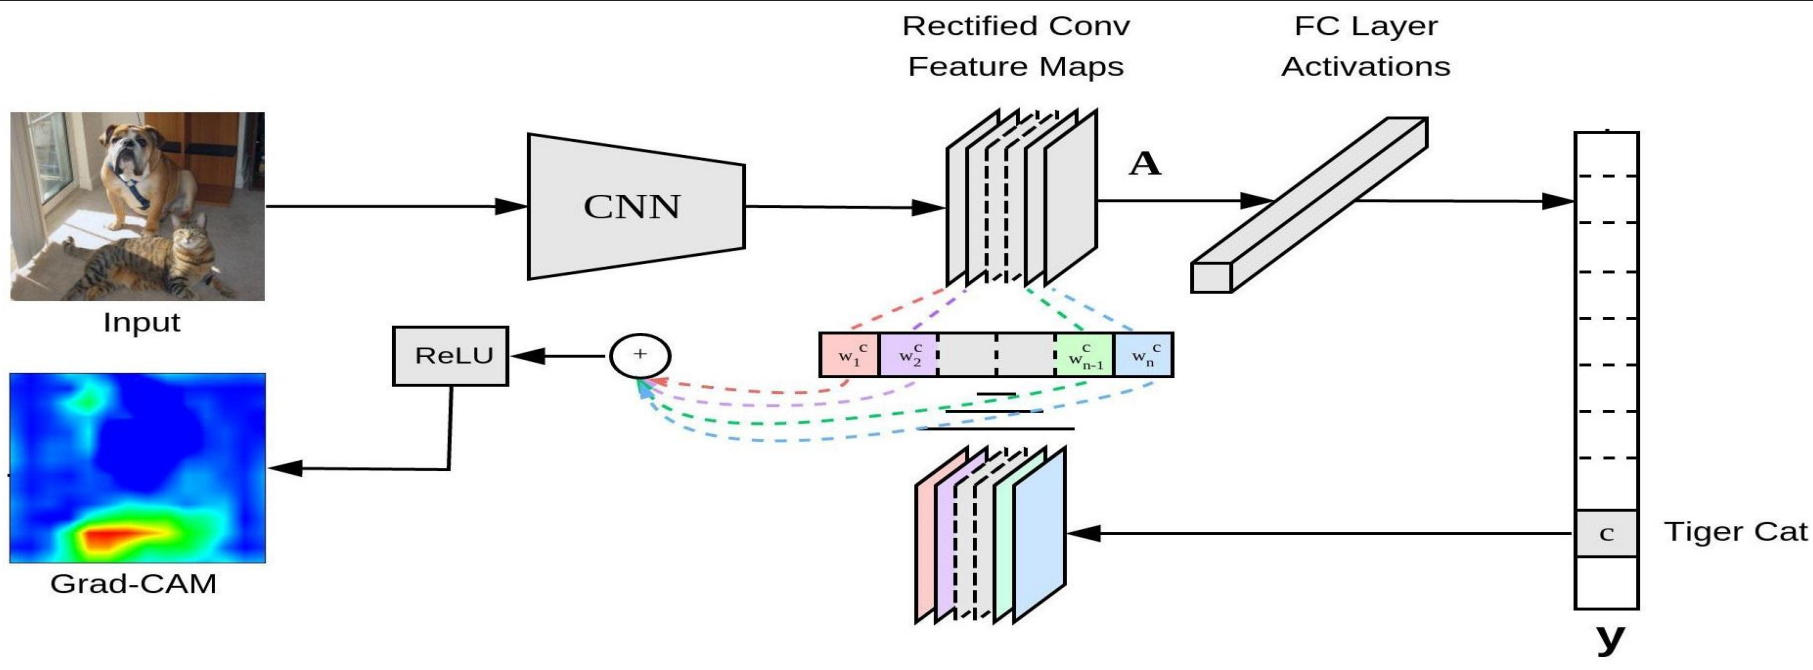 Rectified Conv
Feature Maps
FC Layer
Activations
A
CNN
Input
ReLU
+
w1c
w2c
wn-1c
wnc
Grad-CAM
c
Tiger Cat
y